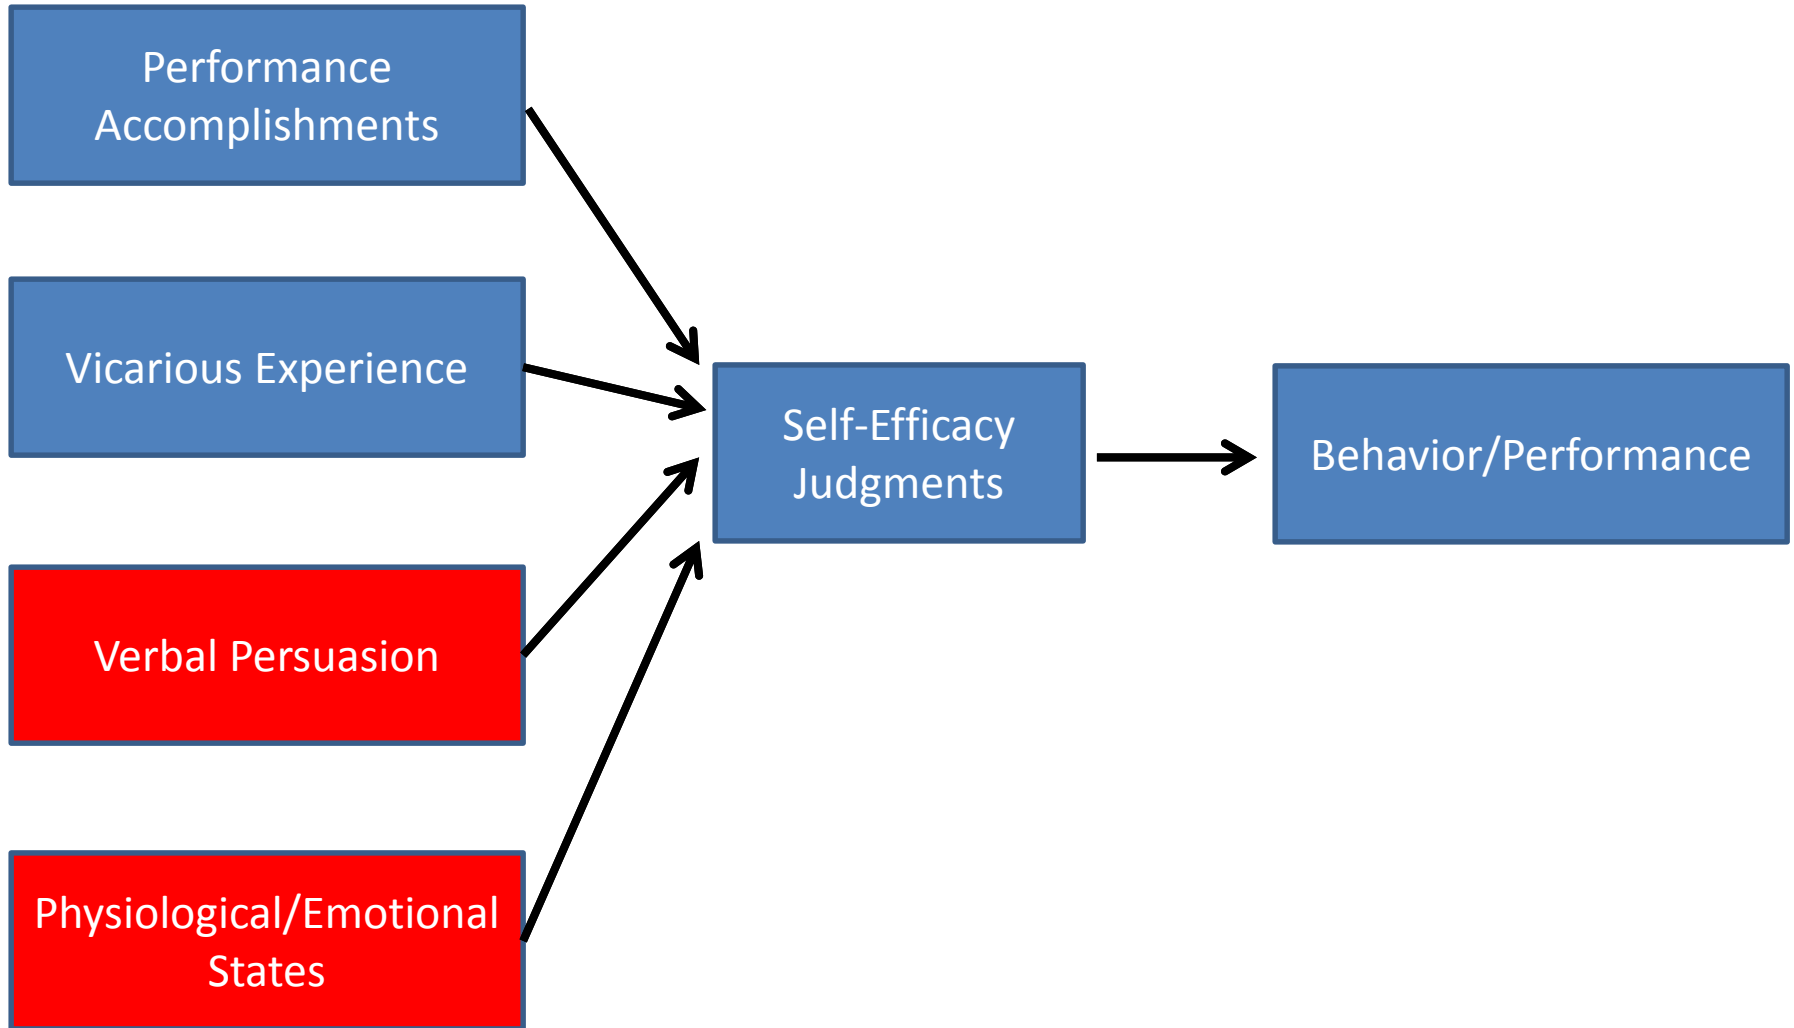 Performance
Accomplishments
Vicarious Experience
Self-Efficacy
Judgments
Behavior/Performance
Verbal Persuasion
Physiological/Emotional
States